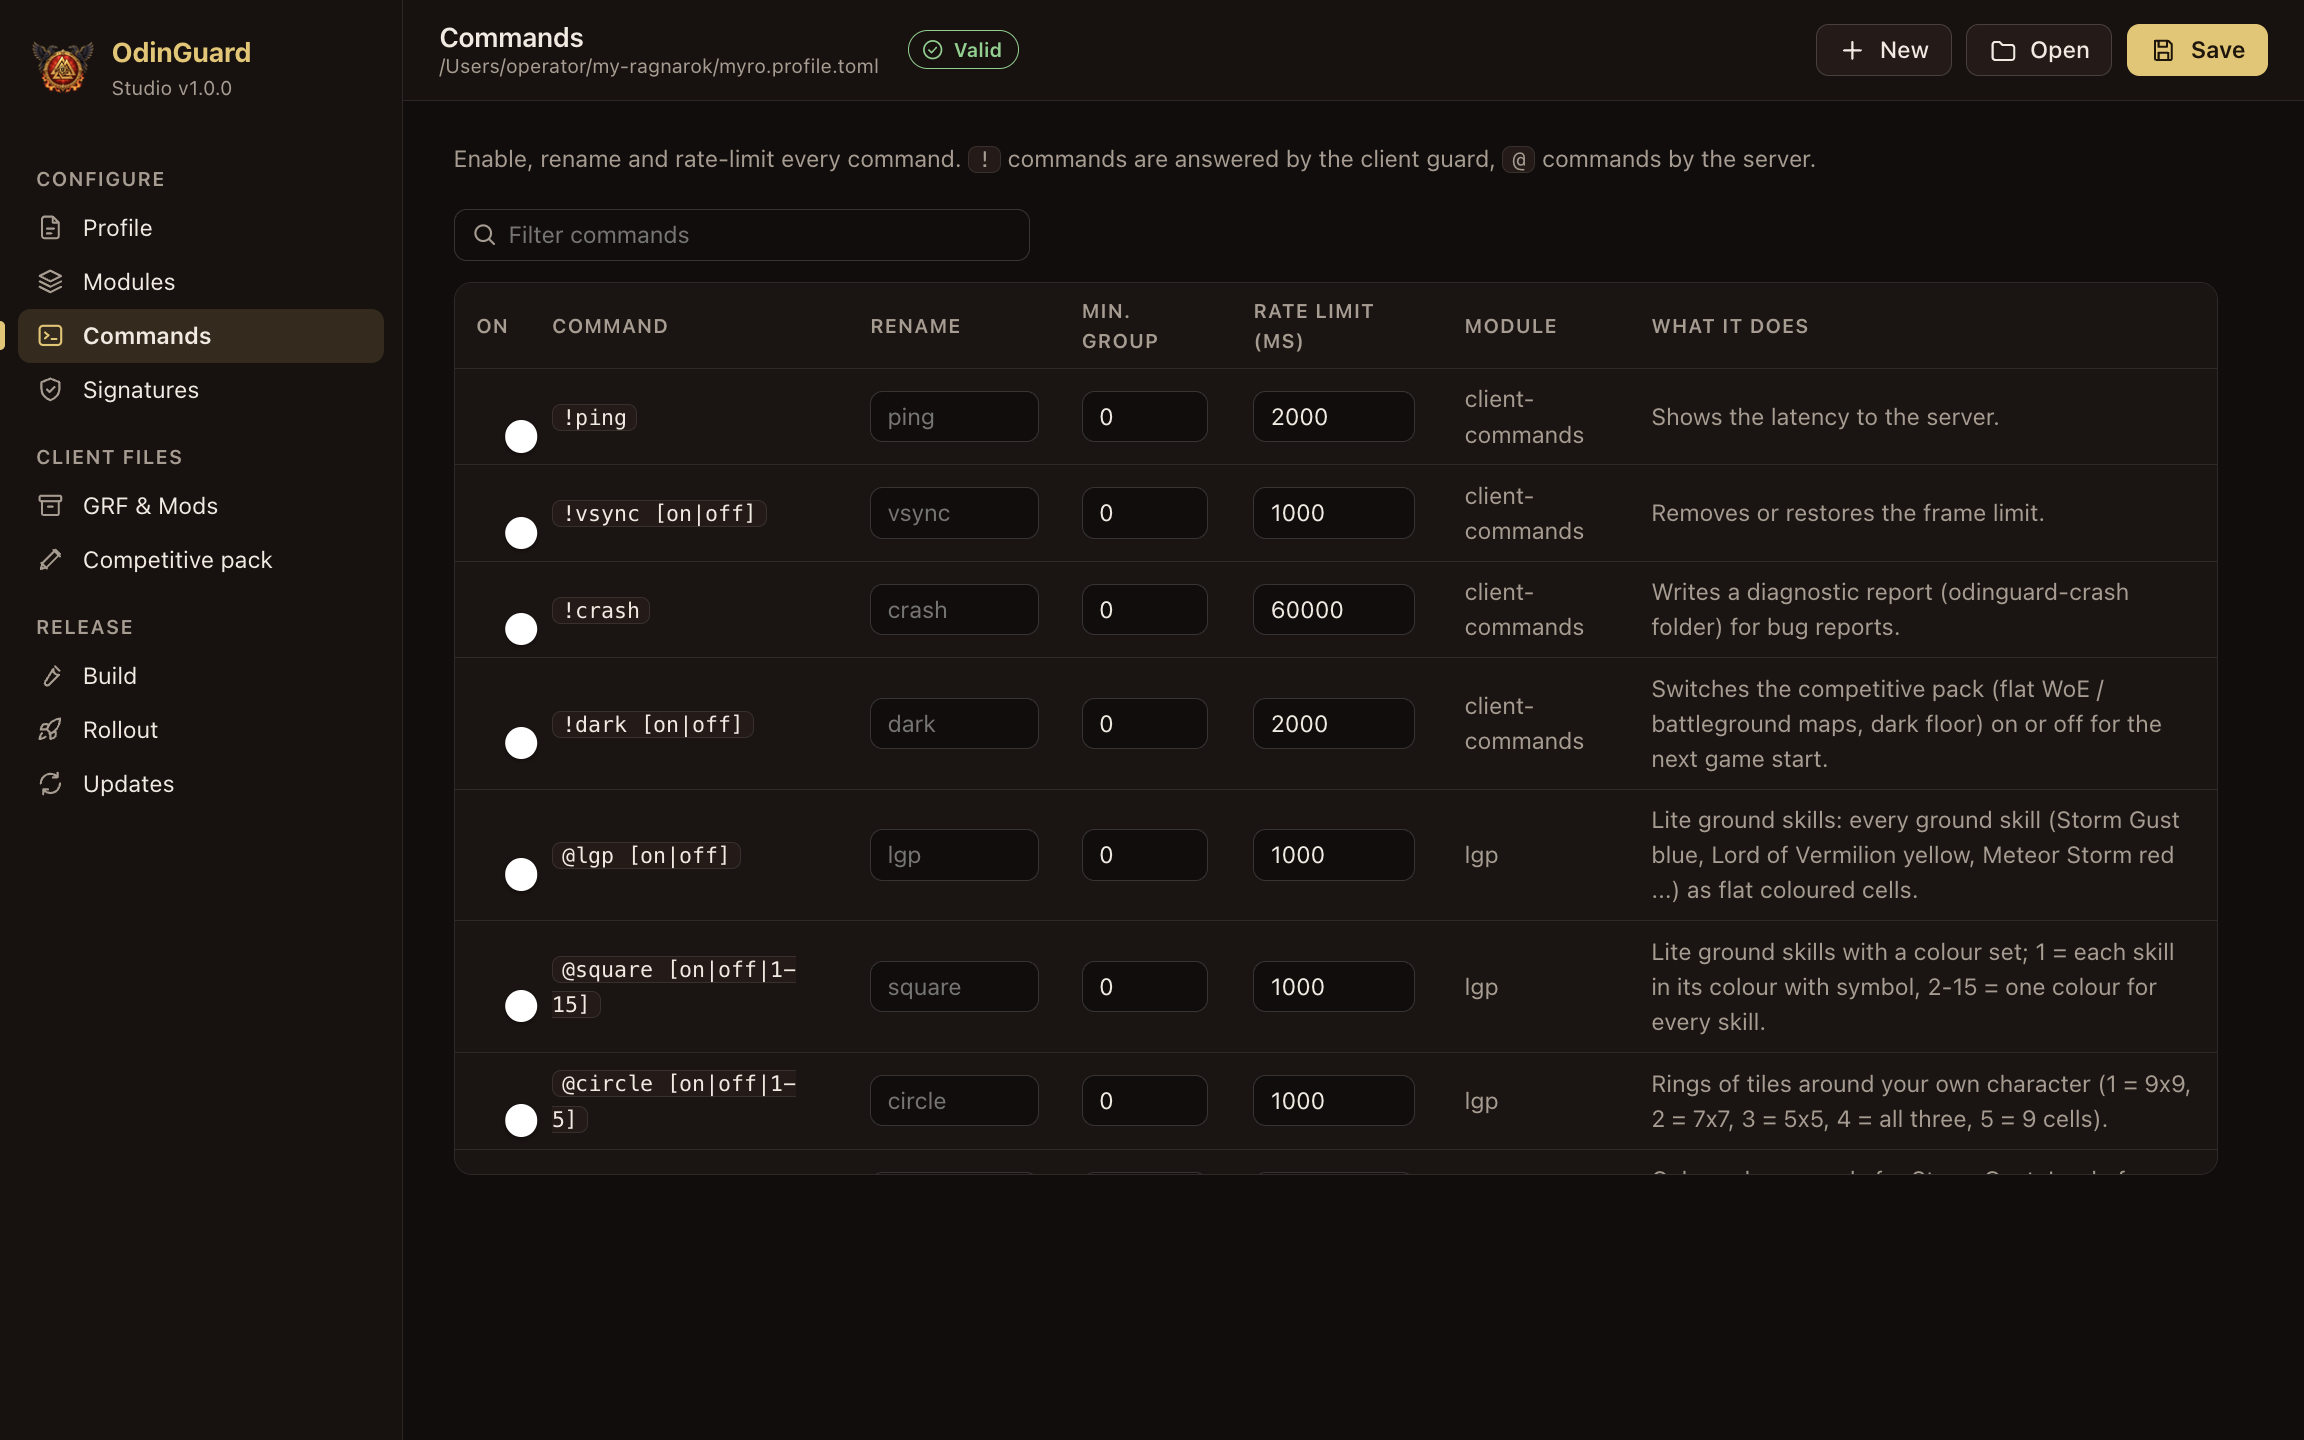 OdinGuard
Studio v1.0.0
CONFIGURE
Profile
Modules
Commands
Signatures
CLIENT FILES
GRF & Mods
Competitive pack
RELEASE
Build
Rollout
Updates
Commands
/Users/operator/my-ragnarok/myro.profile.toml
Valid
New
Open
Save
Enable, rename and rate-limit every command. ! commands are answered by the client guard, @ commands by the server.
Filter commands
ON COMMAND RENAME MIN. GROUP RATE LIMIT (MS) MODULE WHAT IT DOES
!ping ping 0 2000 client-commands Shows the latency to the server.
!vsync [on|off] vsync 0 1000 client-commands Removes or restores the frame limit.
!crash crash 0 60000 client-commands Writes a diagnostic report (odinguard-crash
folder) for bug reports.
!dark [on|off] dark 0 2000 client-commands Switches the competitive pack (flat WoE /
battleground maps, dark floor) on or off for the
next game start.
@lgp [on|off] lgp 0 1000 lgp Lite ground skills: every ground skill (Storm Gust
blue, Lord of Vermilion yellow, Meteor Storm red
...) as flat coloured cells.
@square [on|off|1-15] square 0 1000 lgp Lite ground skills with a colour set; 1 = each skill
in its colour with symbol, 2-15 = one colour for
every skill.
@circle [on|off|1-5] circle 0 1000 lgp Rings of tiles around your own character (1 = 9x9,
2 = 7x7, 3 = 5x5, 4 = all three, 5 = 9 cells).